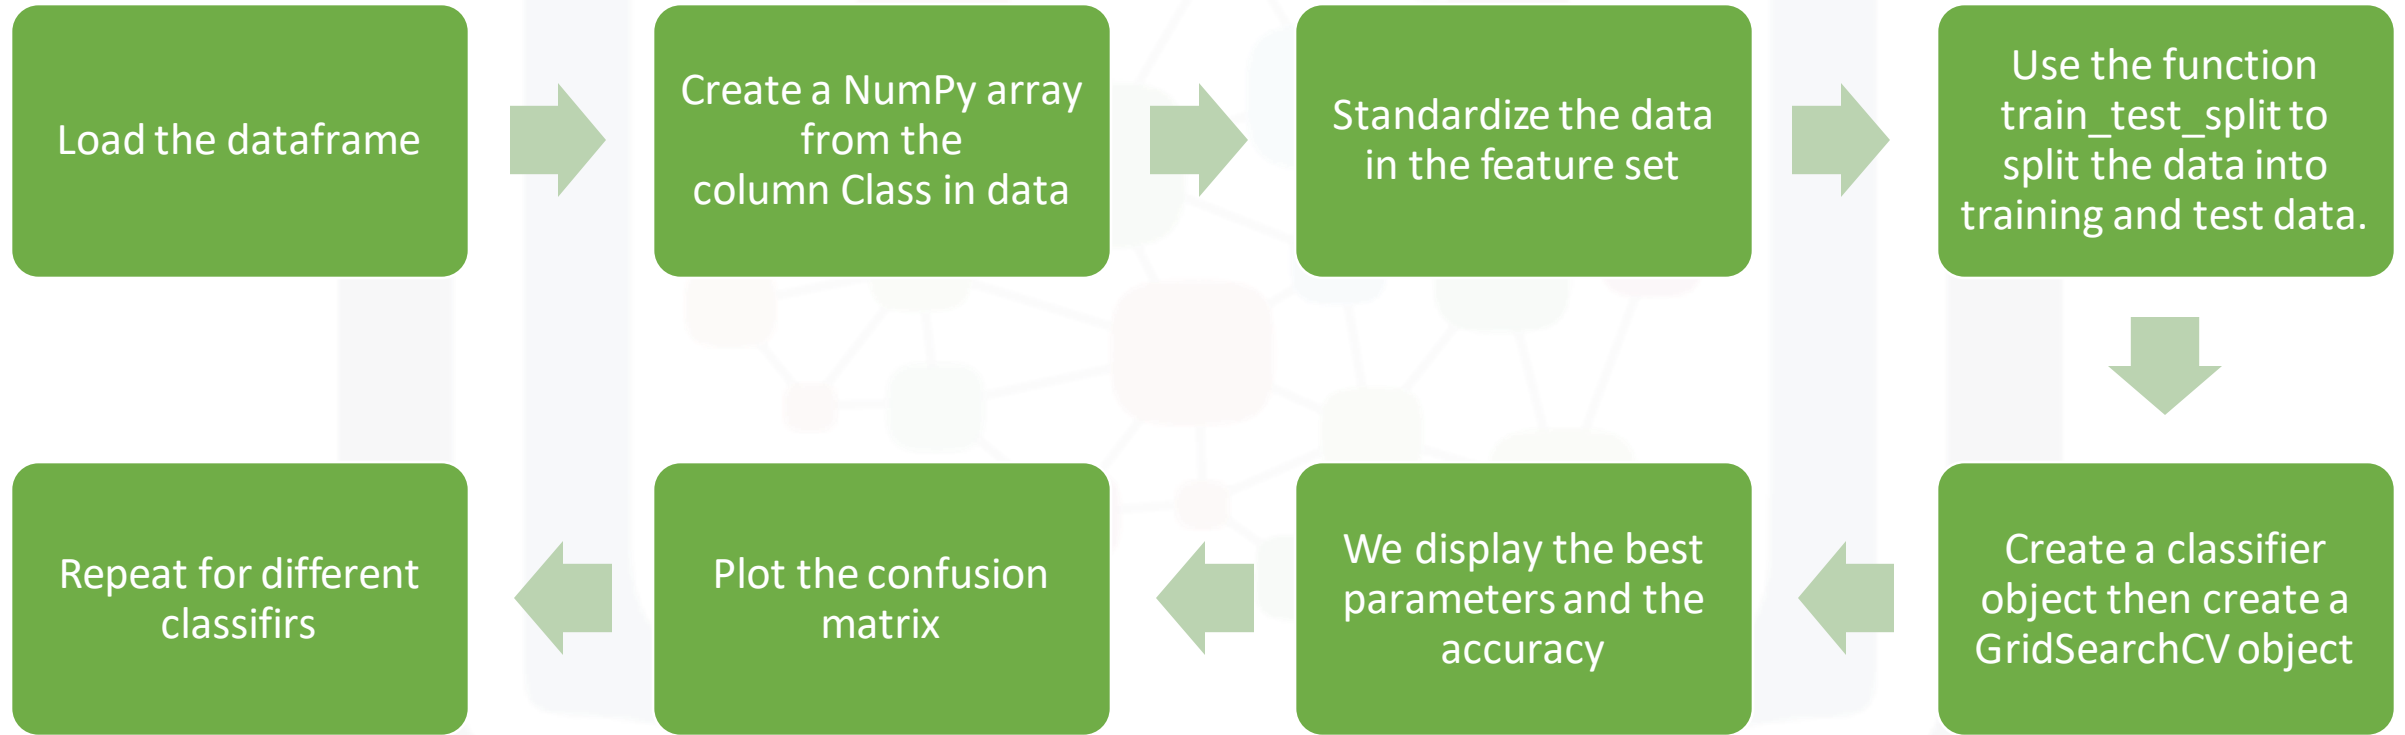 Load the dataframe
Create a NumPy array
from the
column Class in data
Standardize the data
in the feature set
Use the function
train_test_split to
split the data into
training and test data.
Create a classifier
object then create a
GridSearchCV object
We display the best
parameters and the
accuracy
Plot the confusion
matrix
Repeat for different
classifirs